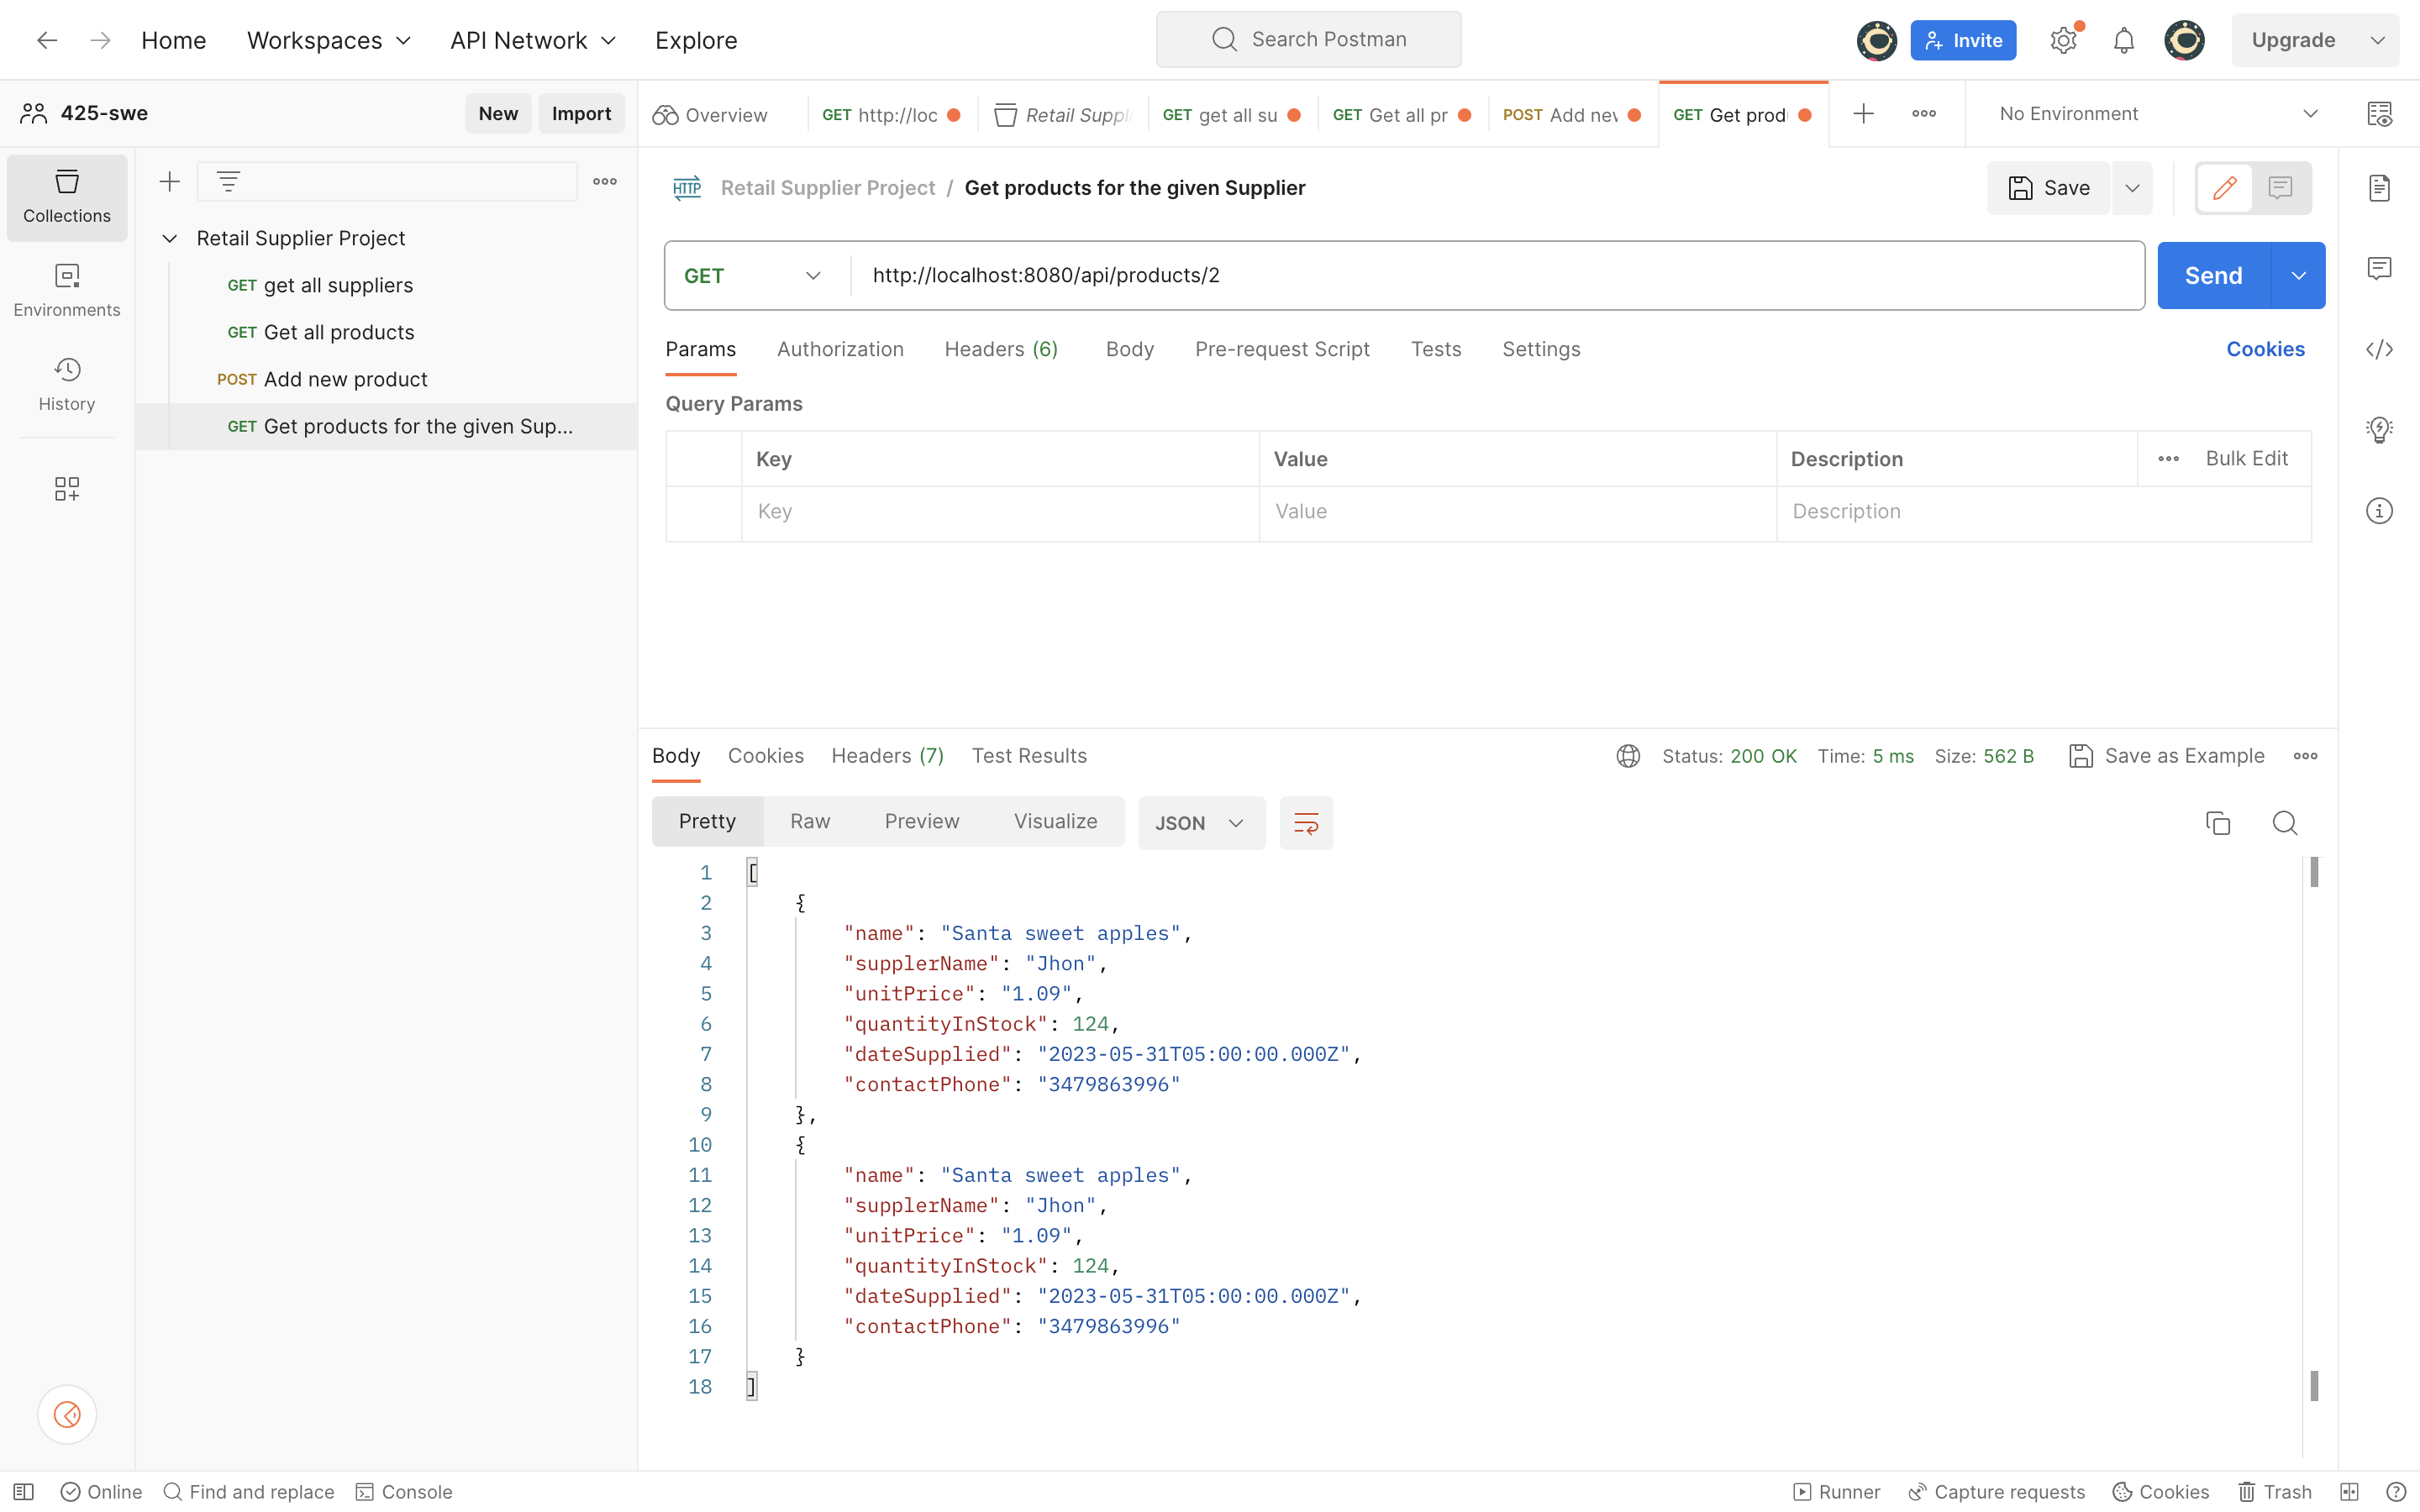 Home Workspaces API Network Explore Search Postman Invite Upgrade
425-swe New Import Overview GET http://loc Retail Suppl GET get all su GET Get all pr POST Add new GET Get prod No Environment
Collections
Environments
History
Retail Supplier Project
GET get all suppliers
GET Get all products
POST Add new product
GET Get products for the given Sup...
HTTP Retail Supplier Project / Get products for the given Supplier Save
GET http://localhost:8080/api/products/2 Send
Params Authorization Headers (6) Body Pre-request Script Tests Settings Cookies
Query Params
Key Value Description Bulk Edit
Key Value Description
Body Cookies Headers (7) Test Results Status: 200 OK Time: 5 ms Size: 562 B Save as Example
Pretty Raw Preview Visualize JSON
1 [
2 {
3 "name": "Santa sweet apples",
4 "supplerName": "Jhon",
5 "unitPrice": "1.09",
6 "quantityInStock": 124,
7 "dateSupplied": "2023-05-31T05:00:00.000Z",
8 "contactPhone": "3479863996"
9 },
10 {
11 "name": "Santa sweet apples",
12 "supplerName": "Jhon",
13 "unitPrice": "1.09",
14 "quantityInStock": 124,
15 "dateSupplied": "2023-05-31T05:00:00.000Z",
16 "contactPhone": "3479863996"
17 }
18 ]
Online Find and replace Console Runner Capture requests Cookies Trash